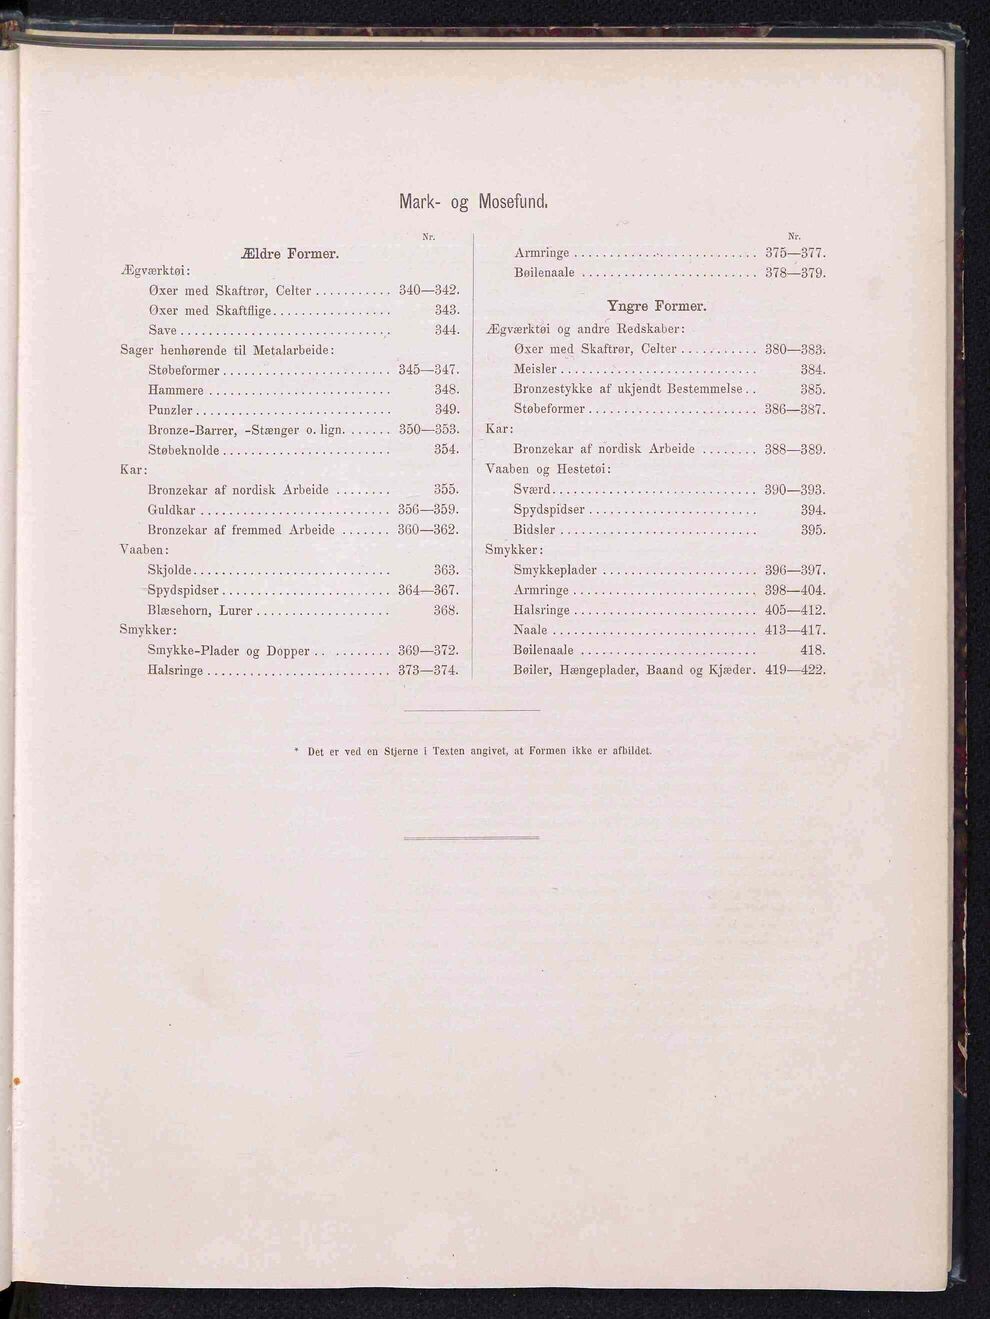 Mark- og Mosefund.
Nr.
Ældre Former.
Ægværktøi:
Øxer med Skaftrør, Celter ........... 340—342.
Øxer med Skaftflige................. 343.
Save.............................. 344.
Sager henhørende til Metalarbeide:
Støbeformer........................ 345—347.
Hammere .......................... 348.
Punzler............................ 349.
Bronze-Barrer, -Stænger o. lign. ...... 350—353.
Støbeknolde........................ 354.
Kar:
Bronzekar af nordisk Arbeide ........ 355.
Guldkar ........................... 356—359.
Bronzekar af fremmed Arbeide ....... 360—362.
Vaaben:
Skjolde............................ 363.
Spydspidser........................ 364—367.
Blæsehorn, Lurer ................... 368.
Smykker:
Smykke-Plader og Dopper .. ........ 369—372.
Halsringe .......................... 373—374.
Nr.
Armringe .......................... 375—377.
Bøilenaale ......................... 378—379.
Yngre Former.
Ægværktøi og andre Redskaber:
Øxer med Skaftrør, Celter ........... 380—383.
Meisler............................ 384.
Bronzestykke af ukjendt Bestemmelse.. 385.
Støbeformer........................ 386—387.
Kar:
Bronzekar af nordisk Arbeide ........ 388—389.
Vaaben og Hestetøi:
Sværd............................. 390—393.
Spydspidser ........................ 394.
Bidsler ............................ 395.
Smykker:
Smykkeplader ...................... 396—397.
Armringe .......................... 398—404.
Halsringe .......................... 405—412.
Naale ............................. 413—417.
Bøilenaale ......................... 418.
Bøiler, Hængeplader, Baand og Kjæder. 419—422.
* Det er ved en Stjerne i Texten angivet, at Formen ikke er afbildet.